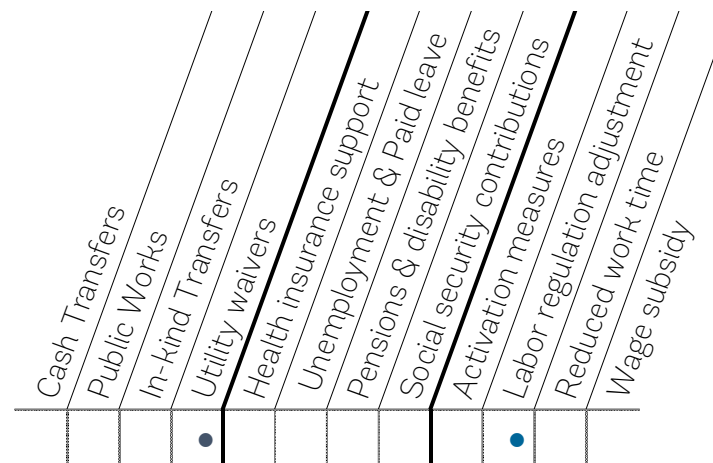 Cash Transfers
Public Works
In-kind Transfers
Utility waivers
Health insurance support
Unemployment & Paid leave
Pensions & disability benefits
Social security contributions
Activation measures
Labor regulation adjustment
Reduced work time
Wage subsidy